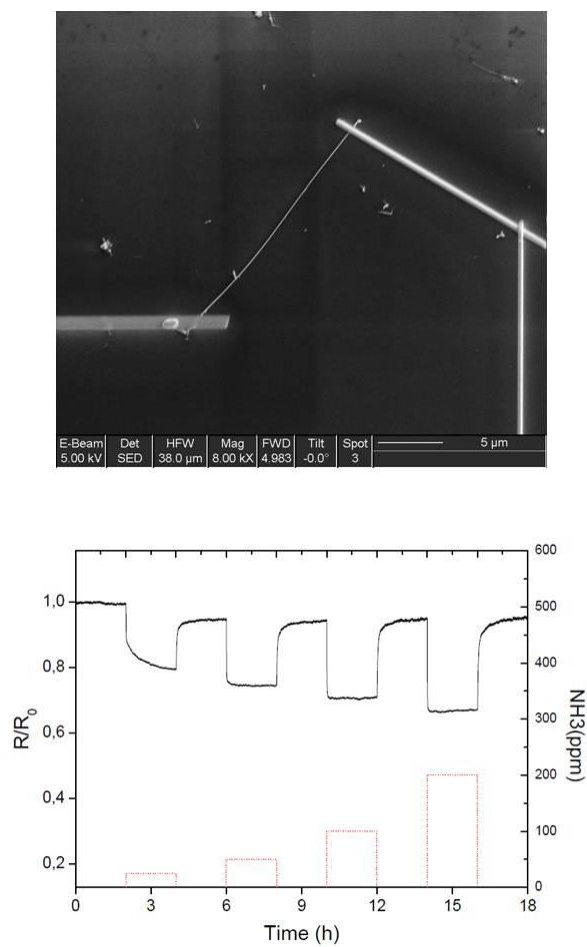 E-Beam Det HFW Mag FWD Tilt Spot 5 µm
5.00 kV SED 38.0 µm 8.00 kX 4.983 -0.0° 3
600
1,0 500
0,8 400
R/R0 0,6 300 NH3(ppm)
0,4 200
100
0,2 0
0 3 6 9 12 15 18
Time (h)